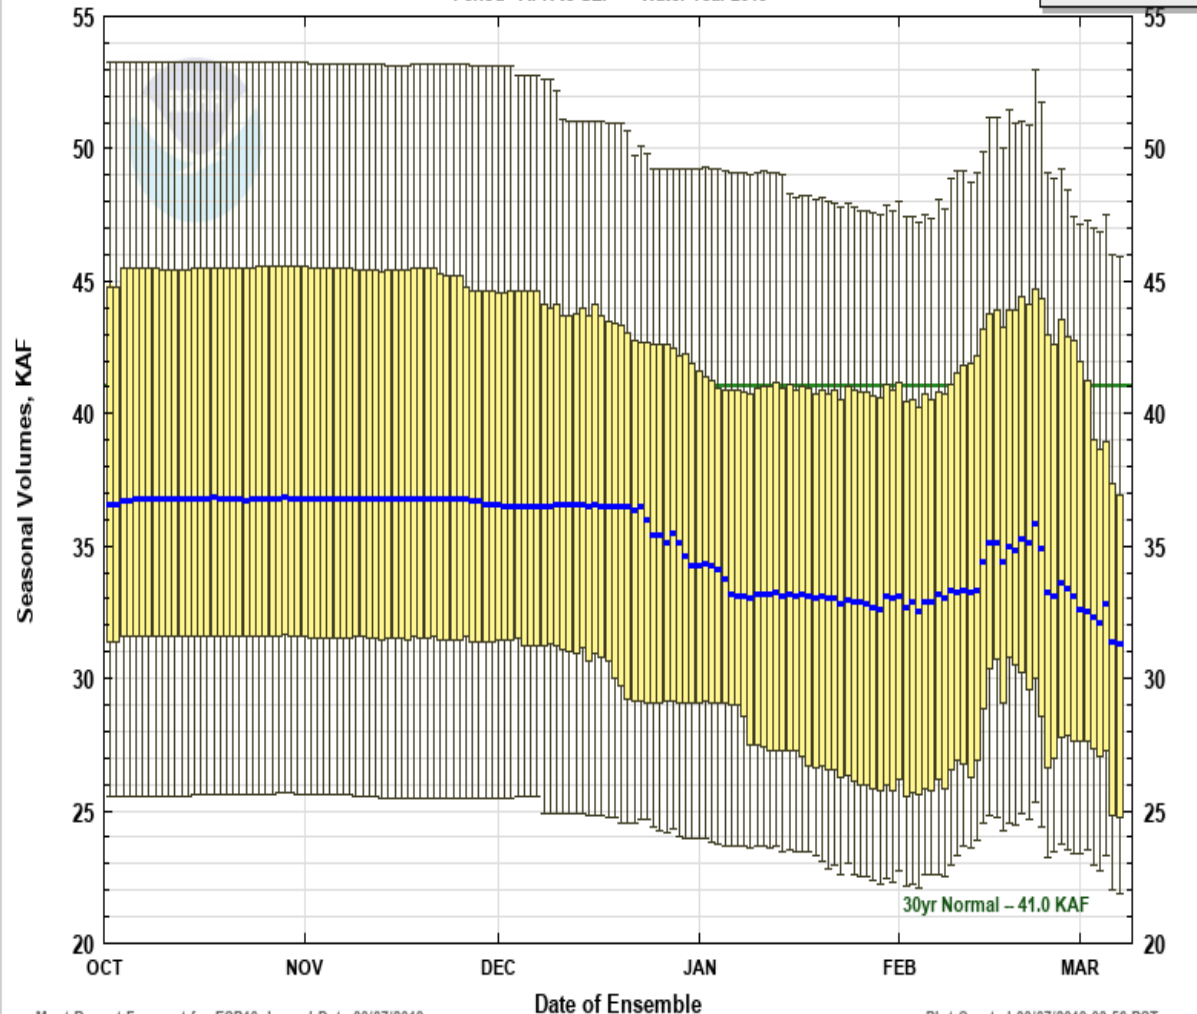 55 55
50 50
45 45
40 40
35 35
30 30
25 25
20 20
Seasonal Volumes, KAF
30yr Normal – 41.0 KAF
OCT NOV DEC JAN FEB MAR
Date of Ensemble